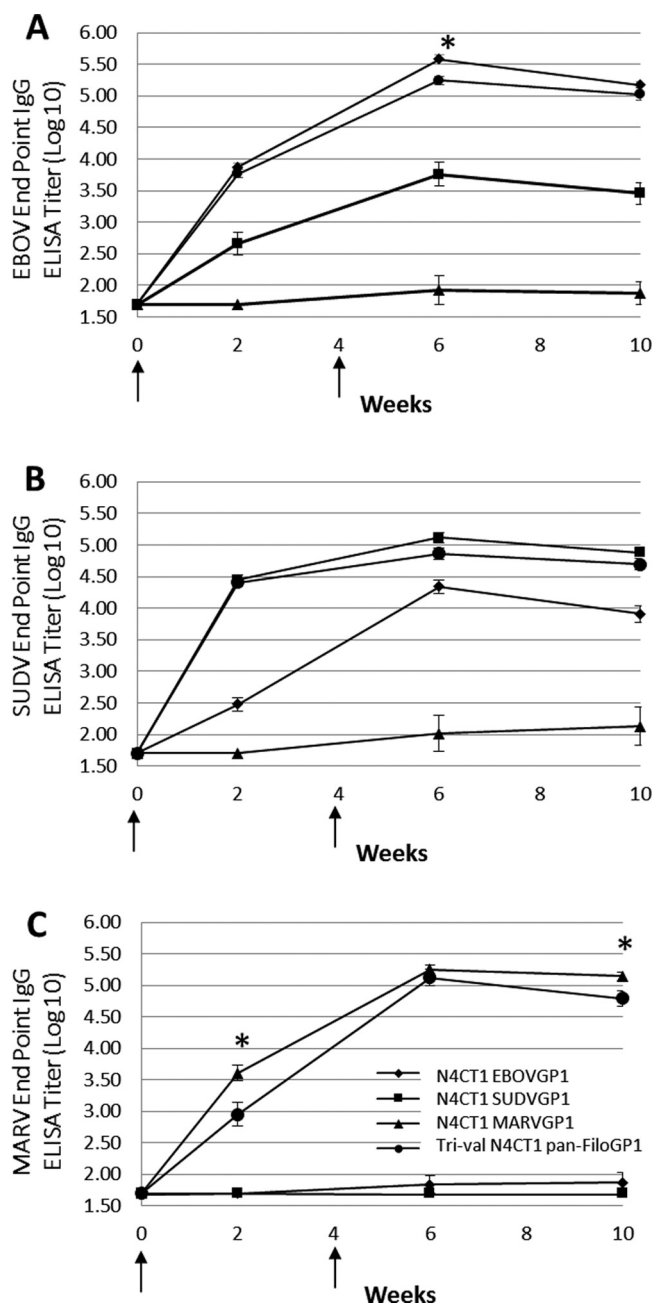 A
EBOV End Point IgG
ELISA Titer (Log10)
6.00
5.50
5.00
4.50
4.00
3.50
3.00
2.50
2.00
1.50
*
0 2 4 6 8 10
Weeks
B
SUDV End Point IgG
ELISA Titer (Log10)
6.00
5.50
5.00
4.50
4.00
3.50
3.00
2.50
2.00
1.50
0 2 4 6 8 10
Weeks
C
MARV End Point IgG
ELISA Titer (Log10)
6.00
5.50
5.00
4.50
4.00
3.50
3.00
2.50
2.00
1.50
*
*
N4CT1 EBOVGP1
N4CT1 SUDVGP1
N4CT1 MARVGP1
Tri-val N4CT1 pan-FiloGP1
0 2 4 6 8 10
Weeks